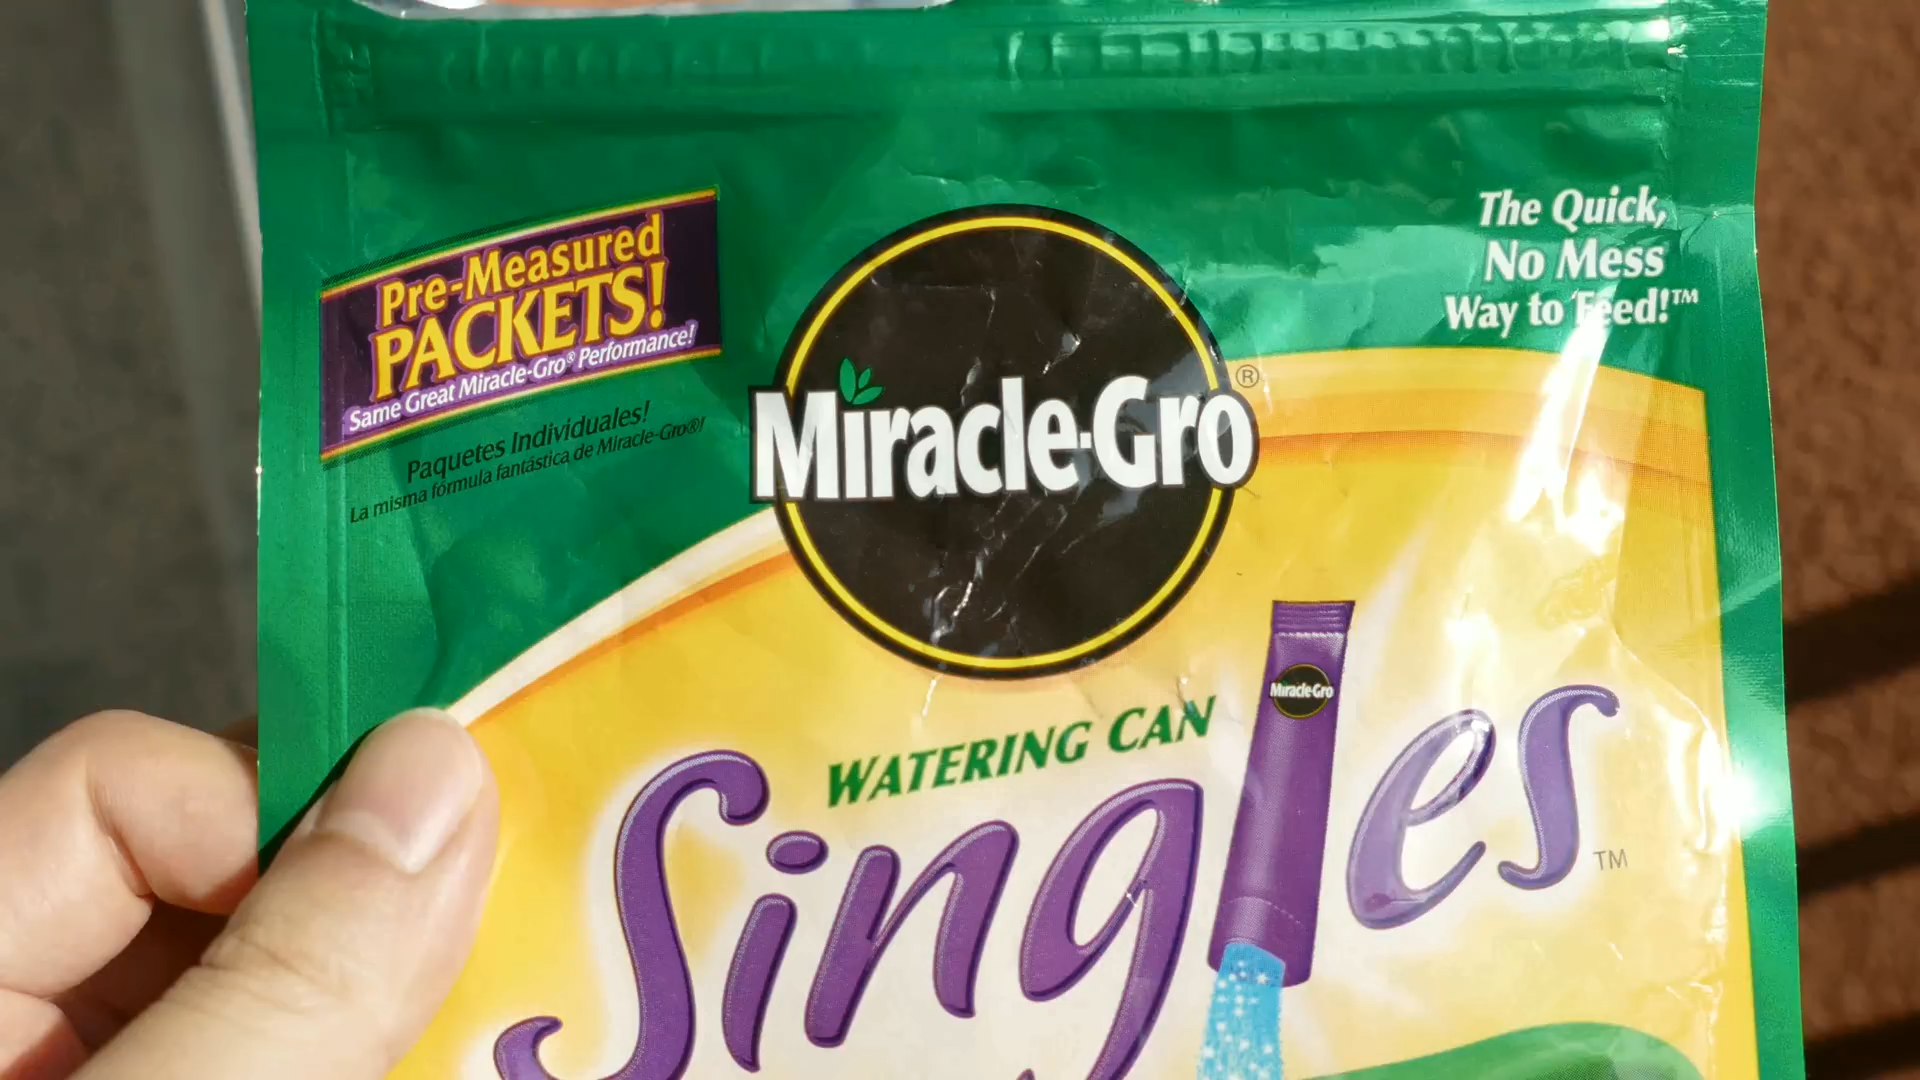 Pre-Measured
PACKETS!
Same Great Miracle-Gro® Performance!
Paquetes Individuales!
La misma fórmula fantástica de Miracle-Gro®!
The Quick,
No Mess
Way to Feed!™
Miracle-Gro®
Miracle-Gro
WATERING CAN
Singles™